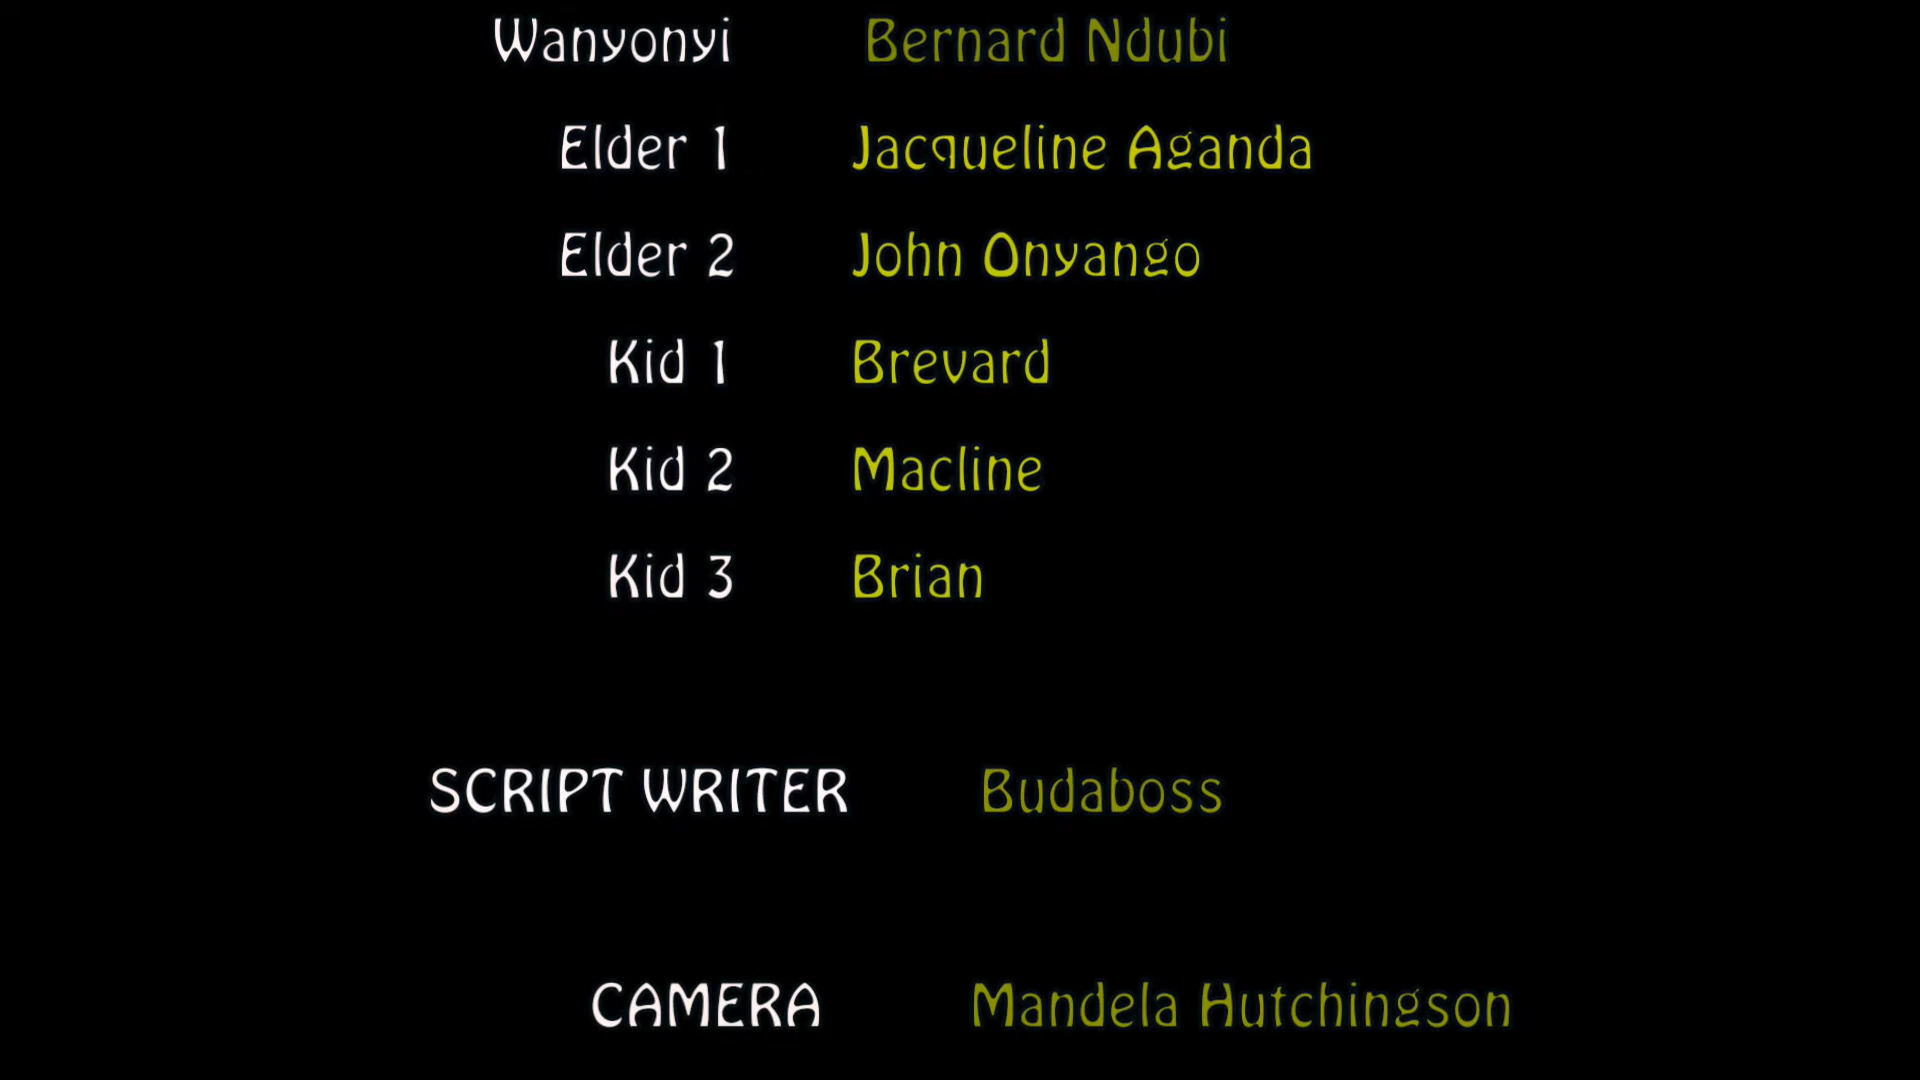 Wanyonyi Bernard Ndubi
Elder 1 Jacqueline Aganda
Elder 2 John Onyango
Kid 1 Brevard
Kid 2 Macline
Kid 3 Brian
SCRIPT WRITER Budaboss
CAMERA Mandela Hutchingson